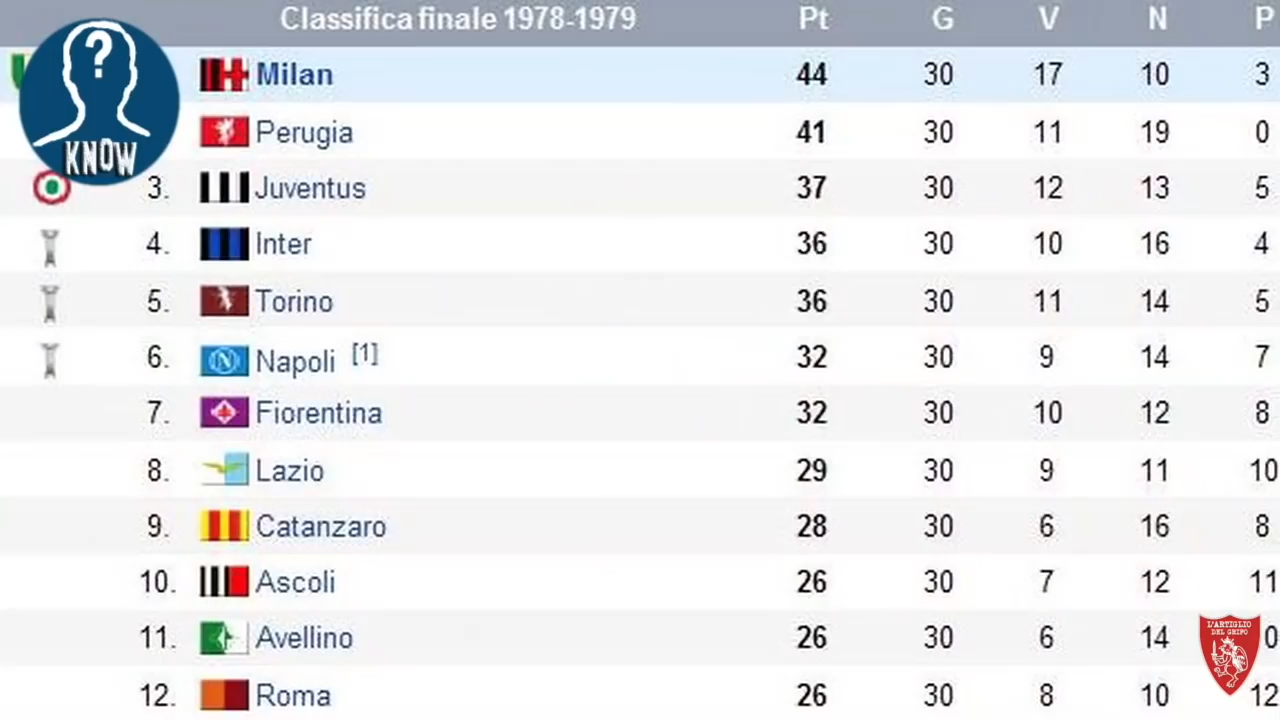 Classifica finale 1978-1979 Pt G V N P
Milan 44 30 17 10 3
Perugia 41 30 11 19 0
3. Juventus 37 30 12 13 5
4. Inter 36 30 10 16 4
5. Torino 36 30 11 14 5
6. Napoli [1] 32 30 9 14 7
7. Fiorentina 32 30 10 12 8
8. Lazio 29 30 9 11 10
9. Catanzaro 28 30 6 16 8
10. Ascoli 26 30 7 12 11
11. Avellino 26 30 6 14 0
12. Roma 26 30 8 10 12
?
KNOW
L'ARTIGLIO
DEL GRIFO